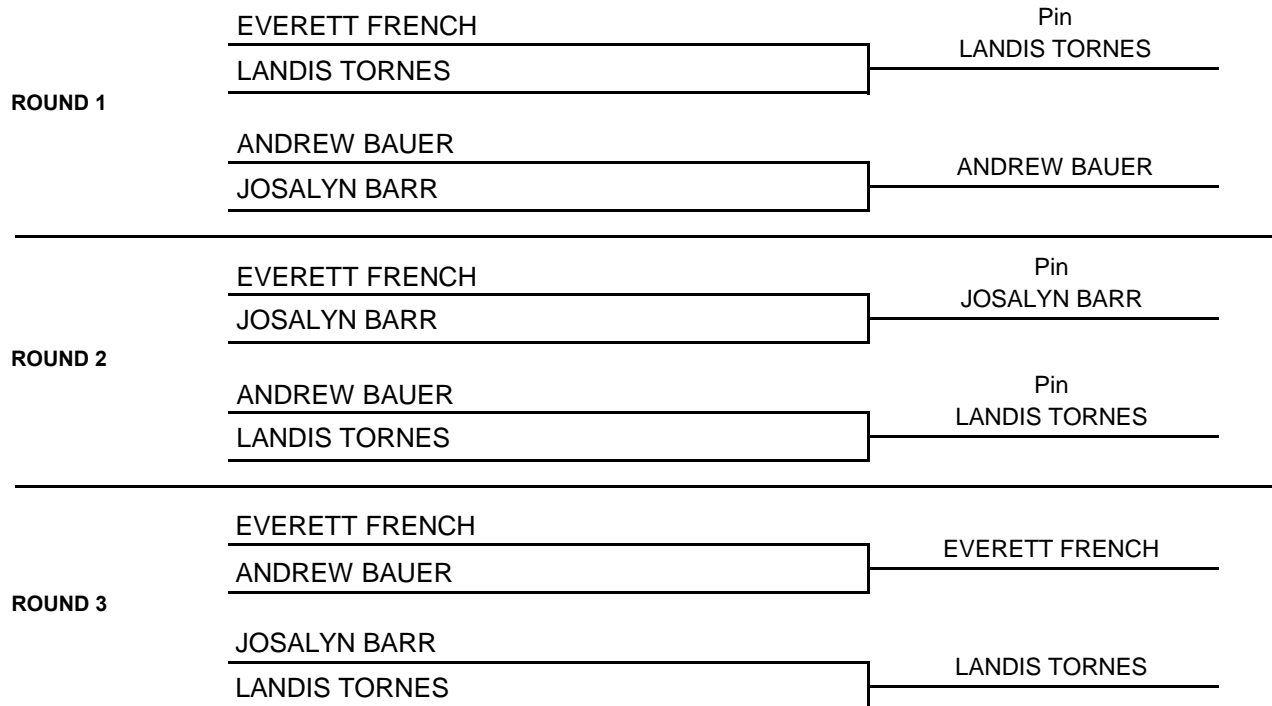 EVERETT FRENCH
Pin
LANDIS TORNES
LANDIS TORNES
ROUND 1
ANDREW BAUER
ANDREW BAUER
JOSALYN BARR
EVERETT FRENCH
Pin
JOSALYN BARR
JOSALYN BARR
ROUND 2
ANDREW BAUER
Pin
LANDIS TORNES
LANDIS TORNES
EVERETT FRENCH
EVERETT FRENCH
ANDREW BAUER
ROUND 3
JOSALYN BARR
LANDIS TORNES
LANDIS TORNES